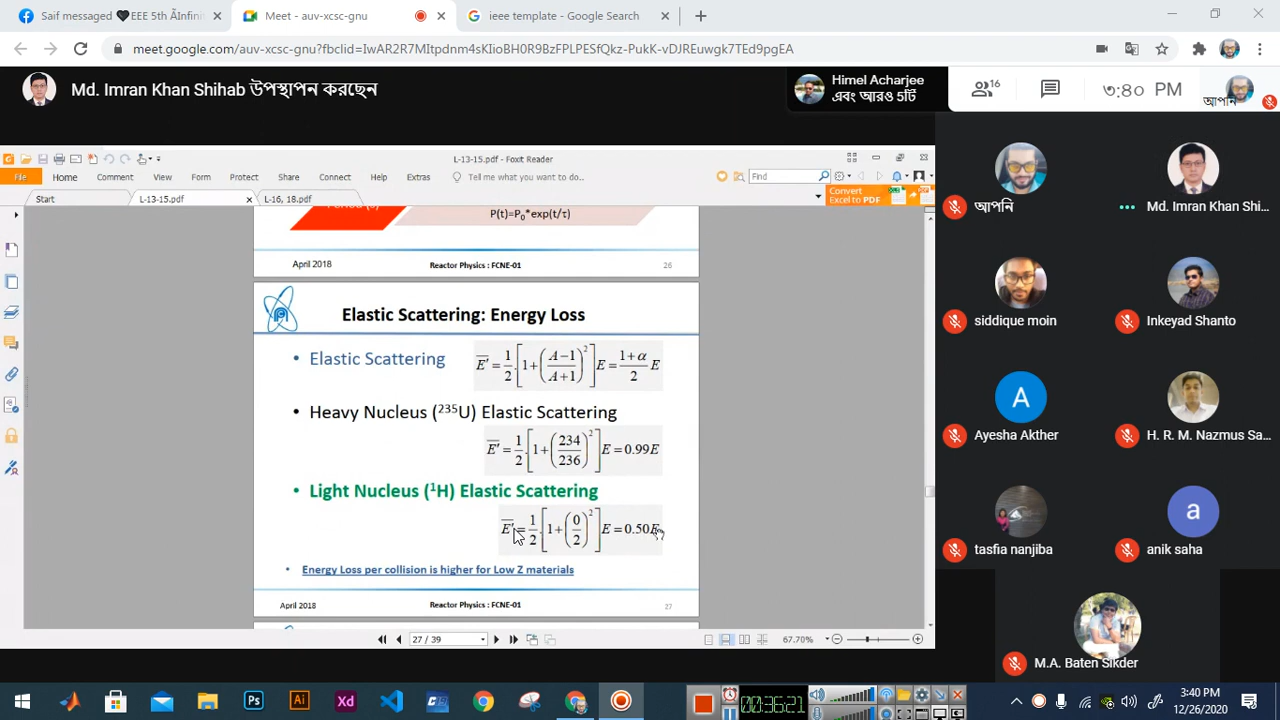 Saif messaged 🖤EEE 5th ÃInfinit
Meet - auv-xcsc-gnu
ieee template - Google Search
meet.google.com/auv-xcsc-gnu?fbclid=IwAR2R7MItpdnm4sKIioBH0R9BzFPLPESfQkz-PukK-vDJREuwgk7TEd9pgEA
Md. Imran Khan Shihab উপস্থাপন করছেন
Himel Acharjee
এবং আরও 5টি
16
৩:৪০ PM
আপনি
L-13-15.pdf - Foxit Reader
File Home Comment View Form Protect Share Connect Help Extras Tell me what you want to do... Find
Start L-13-15.pdf L-16, 18.pdf
Convert
Excel to PDF
P(t)=P₀*exp(t/τ)
April 2018 Reactor Physics : FCNE-01 26
Elastic Scattering: Energy Loss
• Elastic Scattering E̅' = 1/2.[1+((A−1)/(A+1))²]E = (1+α)/2 E
• Heavy Nucleus (²³⁵U) Elastic Scattering
E̅' = 1/2.[1+(234/236)²]E = 0.99E
• Light Nucleus (¹H) Elastic Scattering
E̅' = 1/2.[1+(0/2)²]E = 0.50E
• Energy Loss per collision is higher for Low Z materials
April 2018 Reactor Physics : FCNE-01 27
27 / 39
67.70%
আপনি
Md. Imran Khan Shi...
siddique moin
Inkeyad Shanto
A
Ayesha Akther
H. R. M. Nazmus Sa...
tasfia nanjiba
a
anik saha
M.A. Baten Sikder
Ps Ai Xd
00:36:21
3:40 PM
12/26/2020